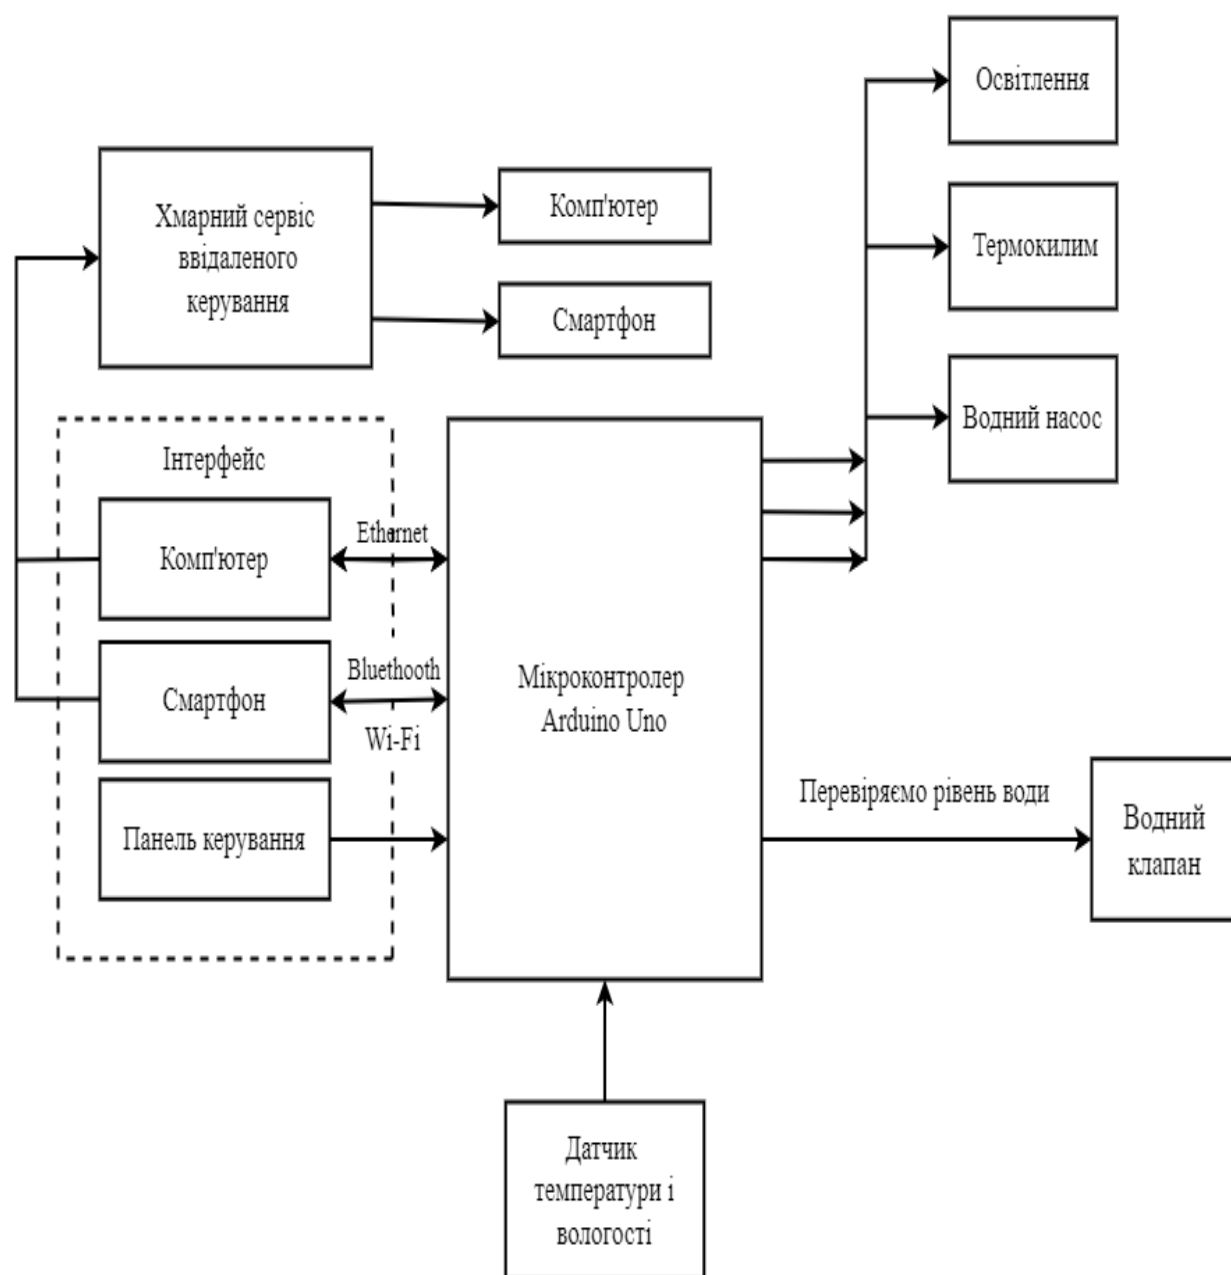 Освітлення
Хмарний сервіс
ввідаленого
керування
Комп'ютер
Смартфон
Термокилим
Водний насос
Інтерфейс
Комп'ютер
Ethernet
Смартфон
Bluethooth
Wi-Fi
Панель керування
Мікроконтролер
Arduino Uno
Перевіряємо рівень води
Водний
клапан
Датчик
температури і
вологості